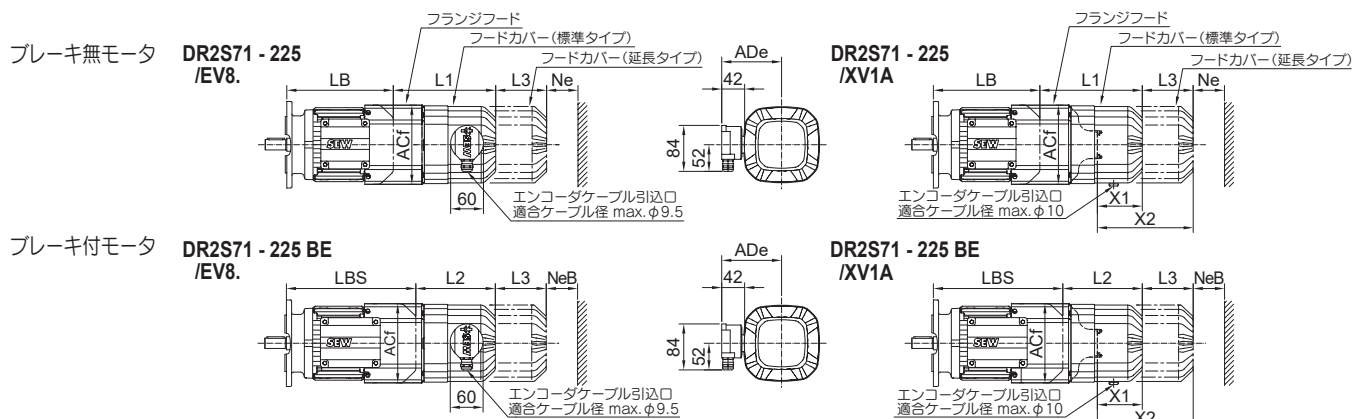 ブレーキ無モータ
DR2S71 - 225
/EV8.
フランジフード
フードカバー(標準タイプ)
フードカバー(延長タイプ)
LB
L1
L3
Ne
ACf
SEW
SEW
60
エンコーダケーブル引込口
適合ケーブル径 max.φ9.5
ADe
42
84
52
DR2S71 - 225
/XV1A
フランジフード
フードカバー(標準タイプ)
フードカバー(延長タイプ)
LB
L1
L3
Ne
ACf
SEW
エンコーダケーブル引込口
適合ケーブル径 max.φ10
X1
X2
ブレーキ付モータ
DR2S71 - 225 BE
/EV8.
LBS
L2
L3
NeB
ACf
SEW
SEW
60
エンコーダケーブル引込口
適合ケーブル径 max.φ9.5
ADe
42
84
52
DR2S71 - 225 BE
/XV1A
LBS
L2
L3
NeB
ACf
SEW
エンコーダケーブル引込口
適合ケーブル径 max.φ10
X1
X2